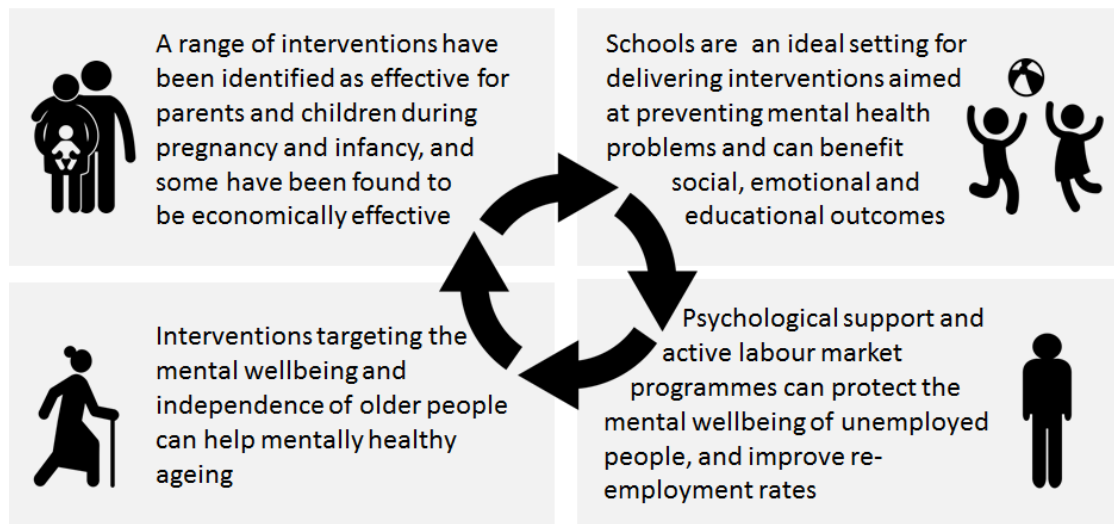 A range of interventions have
been identified as effective for
parents and children during
pregnancy and infancy, and
some have been found to
be economically effective
Schools are an ideal setting for
delivering interventions aimed
at preventing mental health
problems and can benefit
social, emotional and
educational outcomes
Interventions targeting the
mental wellbeing and
independence of older people
can help mentally healthy
ageing
Psychological support and
active labour market
programmes can protect the
mental wellbeing of unemployed
people, and improve re-
employment rates